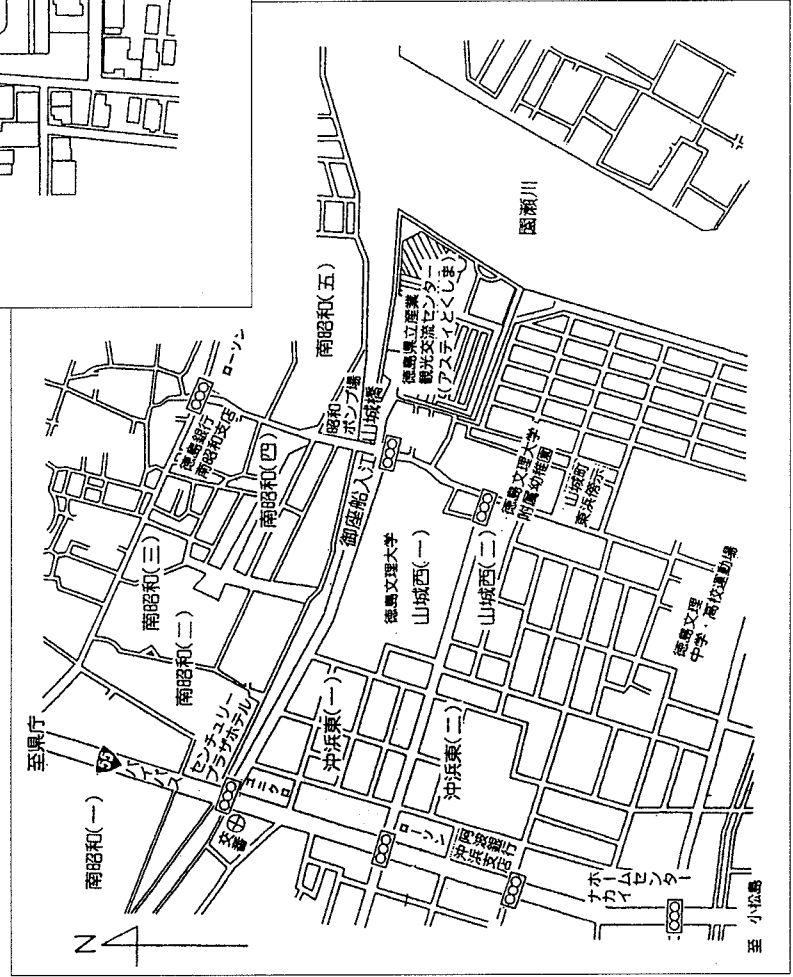 至県庁
55
バイパス
南昭和(一)
N
南昭和(二)
南昭和(三)
南昭和(四)
南昭和(五)
徳島銀行
南昭和支店
ローソン
昭和
ポンプ場
山城橋
御座船入江
センチュリー
プラザホテル
交番
ユニクロ
沖浜東(一)
沖浜東(二)
ローソン
阿波銀行
沖浜支店
ホームセンター
ナカイ
至 小松島
徳島文理大学
山城西(一)
山城西(二)
徳島県立産業
観光交流センター
(アスティとくしま)
園瀬川
徳島文理大学
附属幼稚園
山城町
東浜傍示
徳島文理
中学・高校運動場